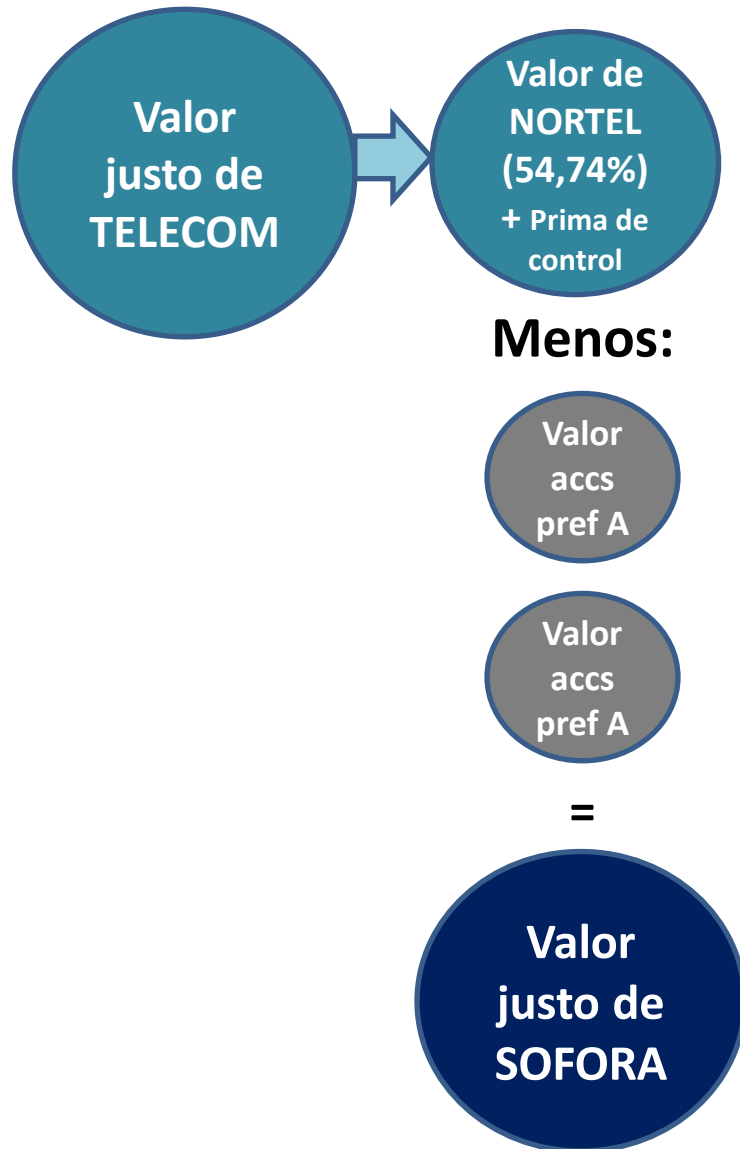 Valor
justo de
TELECOM
Valor de
NORTEL
(54,74%)
+ Prima de
control
Menos:
Valor
accs
pref A
Valor
accs
pref A
=
Valor
justo de
SOFORA